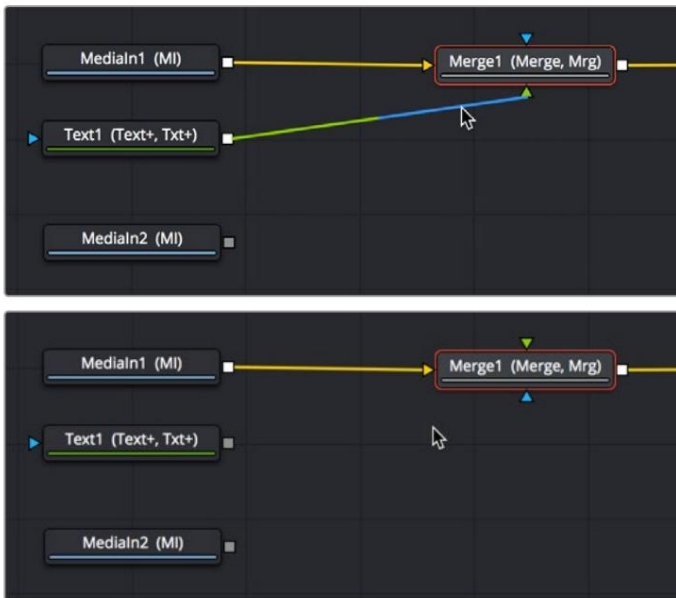 MediaIn1 (MI)
Merge1 (Merge, Mrg)
Text1 (Text+, Txt+)
MediaIn2 (MI)
MediaIn1 (MI)
Merge1 (Merge, Mrg)
Text1 (Text+, Txt+)
MediaIn2 (MI)